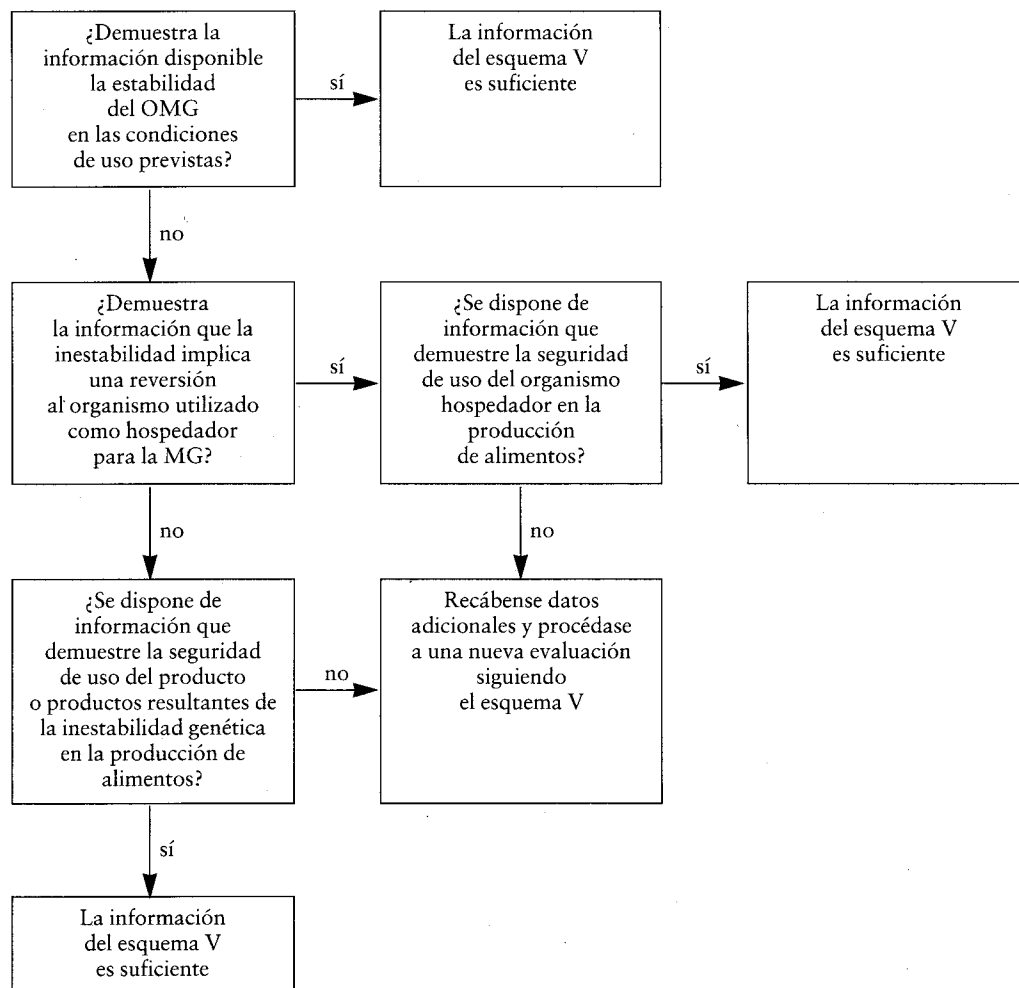 ¿Demuestra la
información disponible
la estabilidad
del OMG
en las condiciones
de uso previstas?
sí
La información
del esquema V
es suficiente
no
¿Demuestra
la información que la
inestabilidad implica
una reversión
al organismo utilizado
como hospedador
para la MG?
sí
¿Se dispone de
información que
demuestre la seguridad
de uso del organismo
hospedador en la
producción
de alimentos?
sí
La información
del esquema V
es suficiente
no
no
¿Se dispone de
información que
demuestre la seguridad
de uso del producto
o productos resultantes de
la inestabilidad genética
en la producción de
alimentos?
no
Recábense datos
adicionales y procédase
a una nueva evaluación
siguiendo
el esquema V
sí
La información
del esquema V
es suficiente